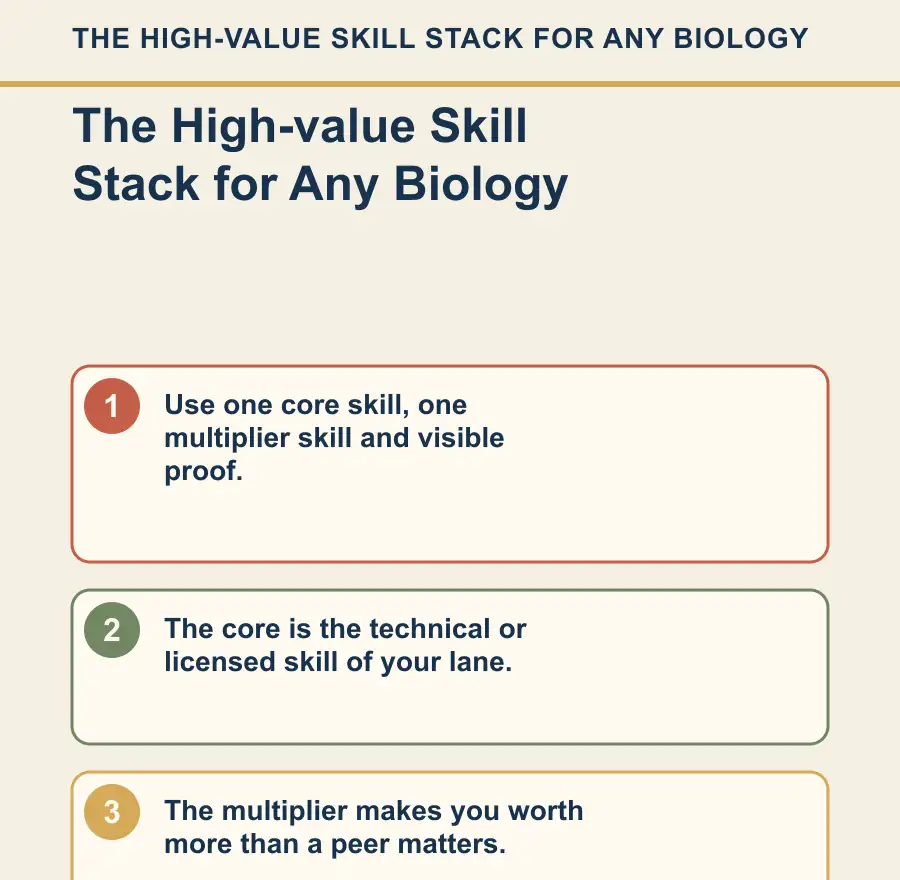 THE HIGH-VALUE SKILL STACK FOR ANY BIOLOGY
The High-value Skill
Stack for Any Biology
1
Use one core skill, one
multiplier skill and visible
proof.
2
The core is the technical or
licensed skill of your lane.
3
The multiplier makes you worth
more than a peer matters.